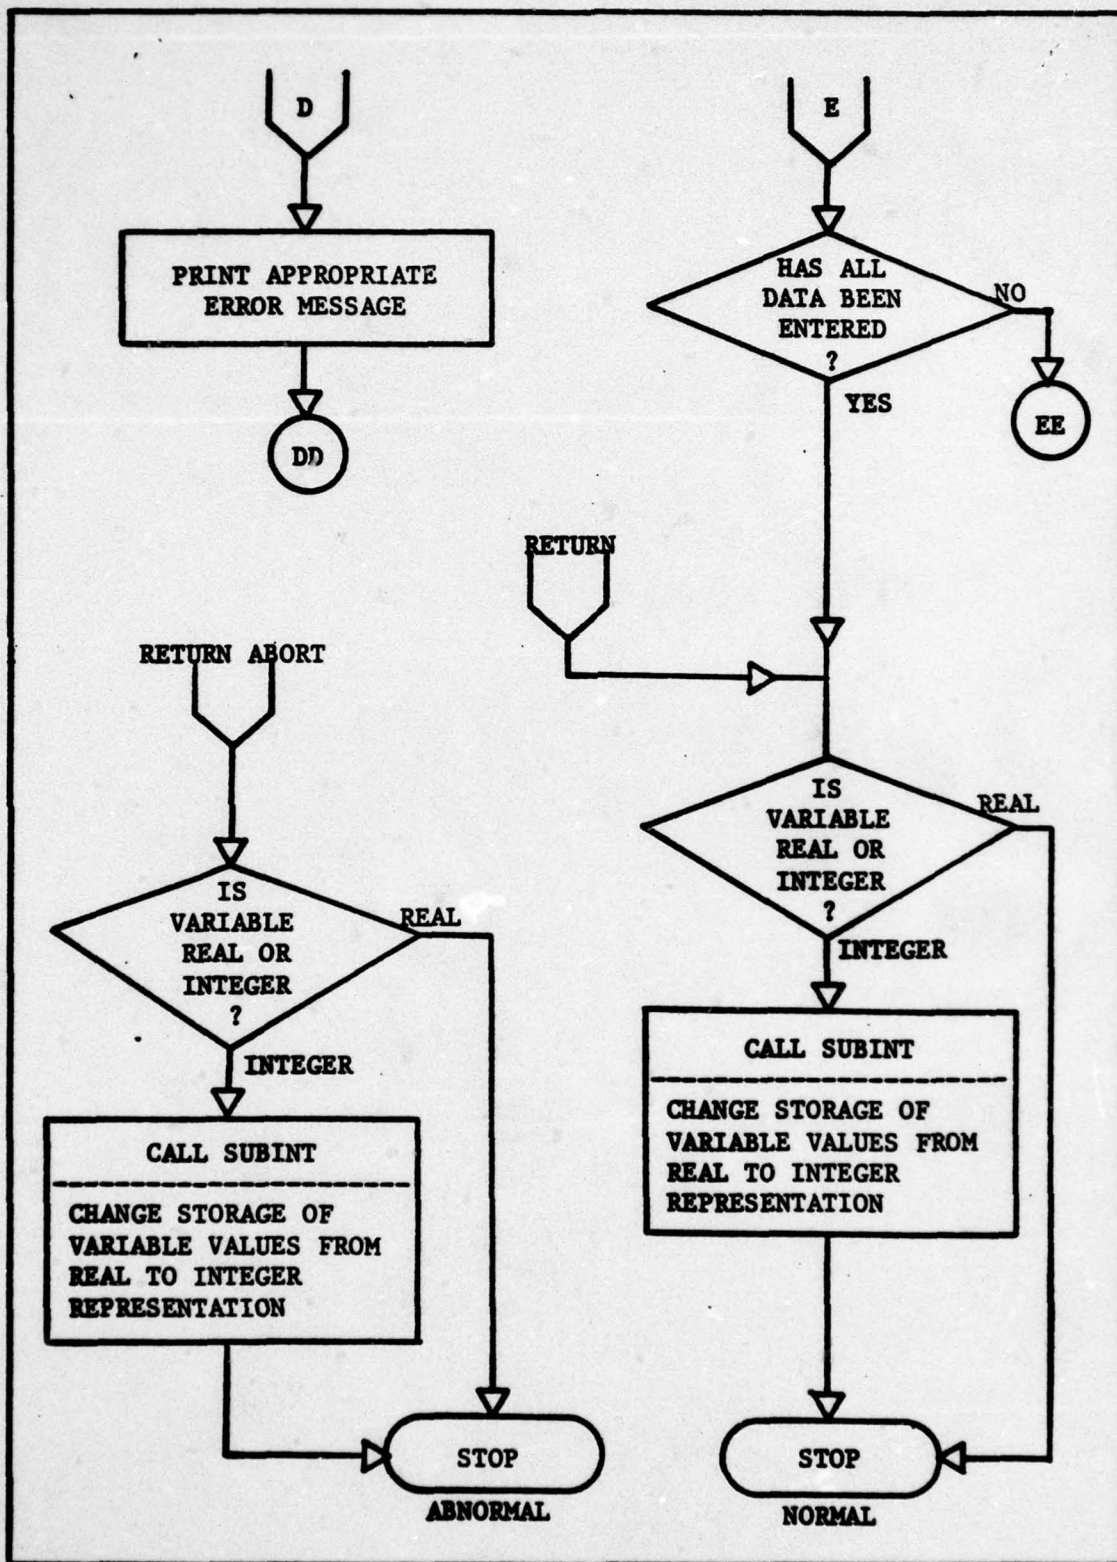 D
PRINT APPROPRIATE
ERROR MESSAGE
DD
E
HAS ALL
DATA BEEN
ENTERED
?
NO
EE
YES
RETURN
RETURN ABORT
IS
VARIABLE
REAL OR
INTEGER
?
REAL
INTEGER
CALL SUBINT
CHANGE STORAGE OF
VARIABLE VALUES FROM
REAL TO INTEGER
REPRESENTATION
STOP
ABNORMAL
IS
VARIABLE
REAL OR
INTEGER
?
REAL
INTEGER
CALL SUBINT
CHANGE STORAGE OF
VARIABLE VALUES FROM
REAL TO INTEGER
REPRESENTATION
STOP
NORMAL